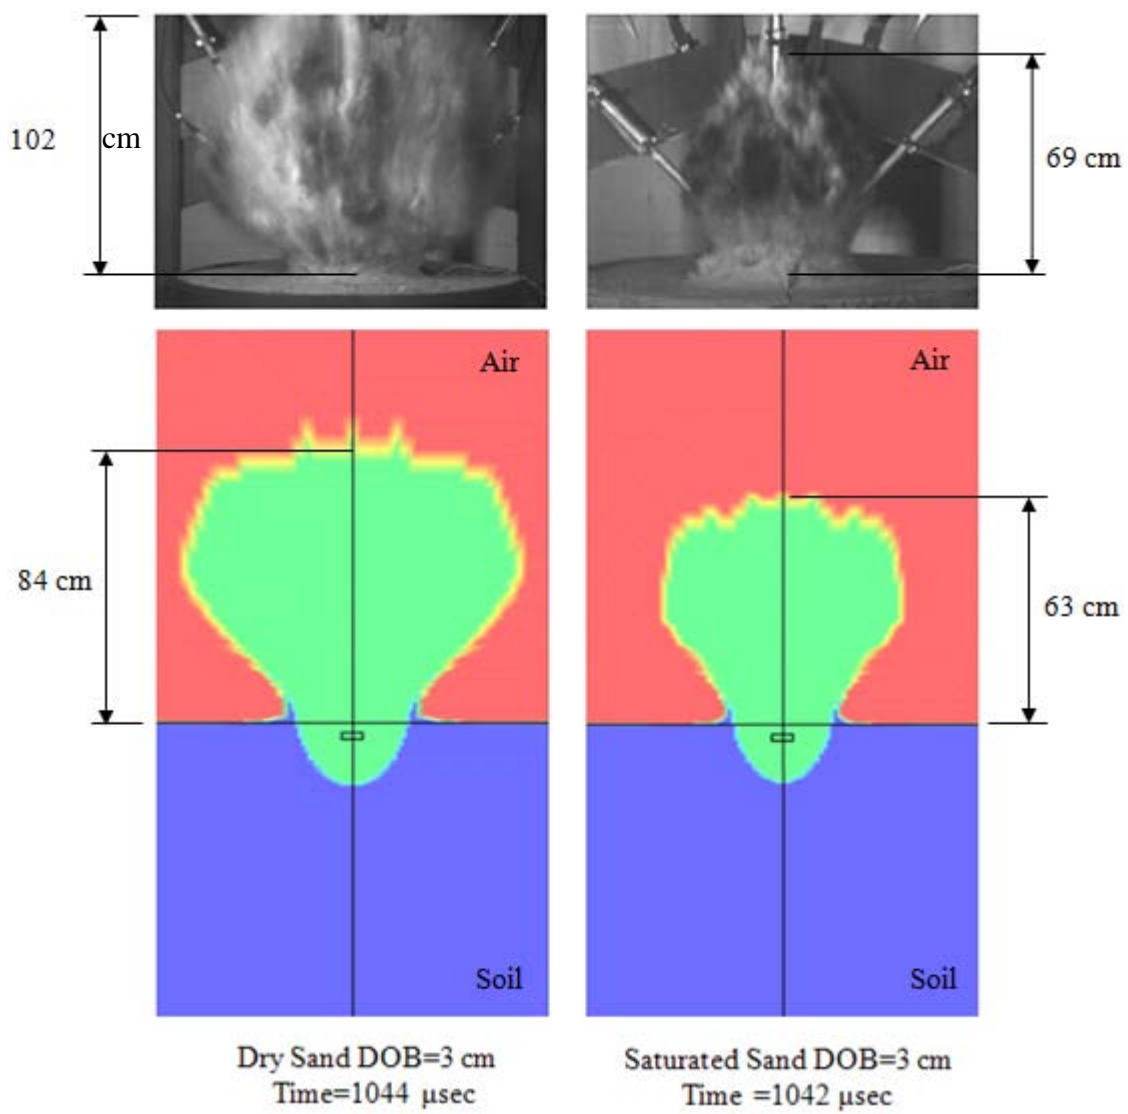 102 cm
69 cm
Air
Air
84 cm
63 cm
Soil
Soil
Dry Sand DOB=3 cm
Time=1044 μsec
Saturated Sand DOB=3 cm
Time =1042 μsec